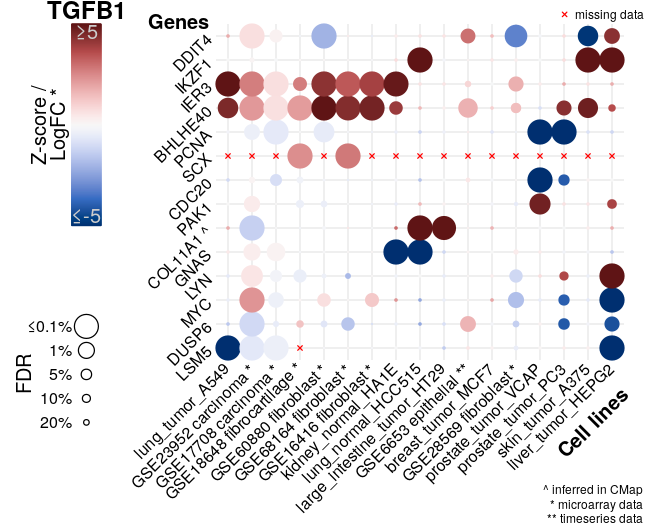 TGFB1
Genes
× missing data
≥5
Z-score /
LogFC *
≤-5
DDIT4
IKZF1
IER3
BHLHE40
PCNA
SCX
CDC20
PAK1
COL11A1 ^
GNAS
LYN
MYC
DUSP6
LSM5
FDR
≤0.1%
1%
5%
10%
20%
lung_tumor_A549
GSE23952 carcinoma *
GSE17708 carcinoma *
GSE18648 fibrocartilage *
GSE60880 fibroblast *
GSE68164 fibroblast *
GSE16416 fibroblast *
kidney_normal_HA1E
lung_normal_HCC515
large_intestine_tumor_HT29
GSE6653 epithelial **
breast_tumor_MCF7
GSE28569 fibroblast *
prostate_tumor_VCAP
prostate_tumor_PC3
skin_tumor_A375
liver_tumor_HEPG2
Cell lines
^ inferred in CMap
* microarray data
** timeseries data